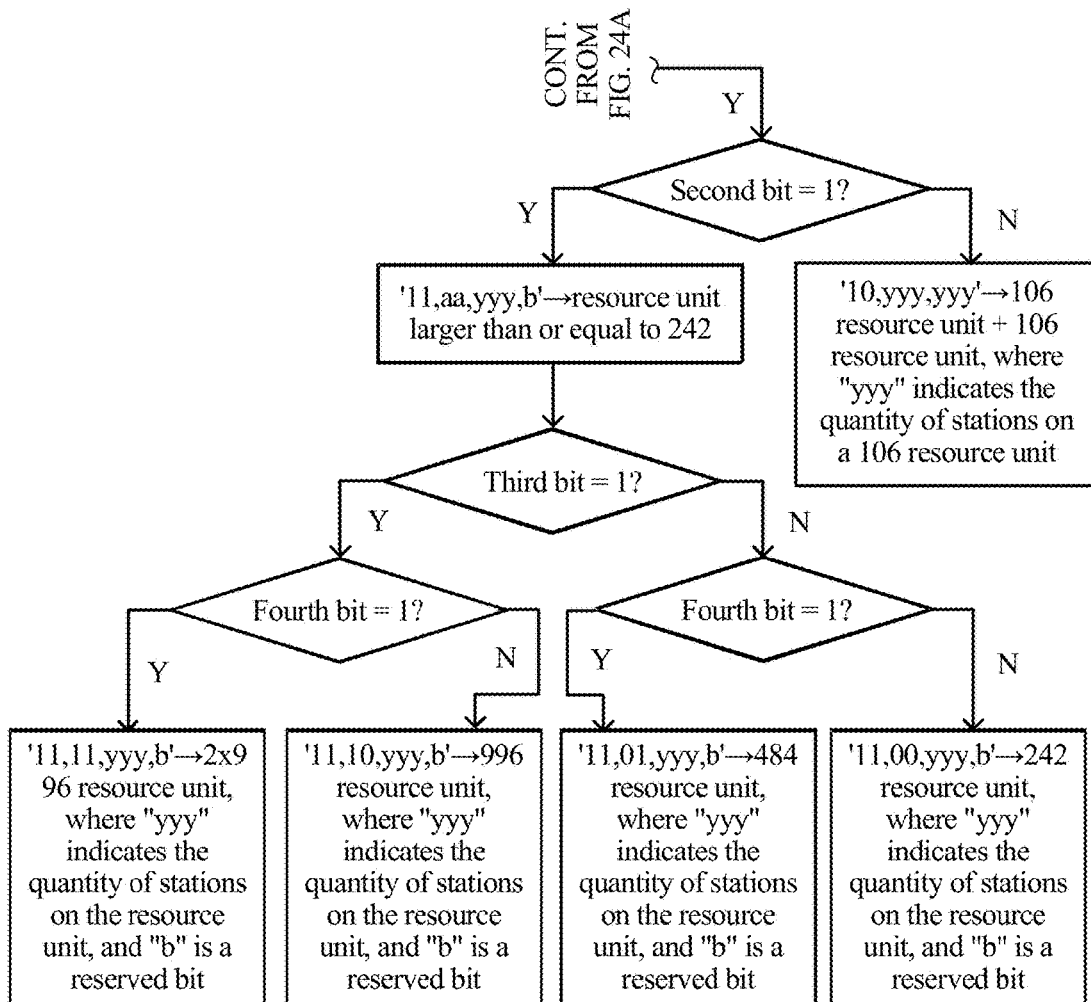 CONT.
FROM
FIG. 24A
Y
Second bit = 1?
Y
N
'11,aa,yyy,b'→resource unit
larger than or equal to 242
'10,yyy,yyy'→106
resource unit + 106
resource unit, where
"yyy" indicates the
quantity of stations on
a 106 resource unit
Third bit = 1?
Y
N
Fourth bit = 1?
Fourth bit = 1?
Y
N
Y
N
'11,11,yyy,b'→2x9
96 resource unit,
where "yyy"
indicates the
quantity of stations
on the resource
unit, and "b" is a
reserved bit
'11,10,yyy,b'→996
resource unit,
where "yyy"
indicates the
quantity of stations
on the resource
unit, and "b" is a
reserved bit
'11,01,yyy,b'→484
resource unit,
where "yyy"
indicates the
quantity of stations
on the resource
unit, and "b" is a
reserved bit
'11,00,yyy,b'→242
resource unit,
where "yyy"
indicates the
quantity of stations
on the resource
unit, and "b" is a
reserved bit